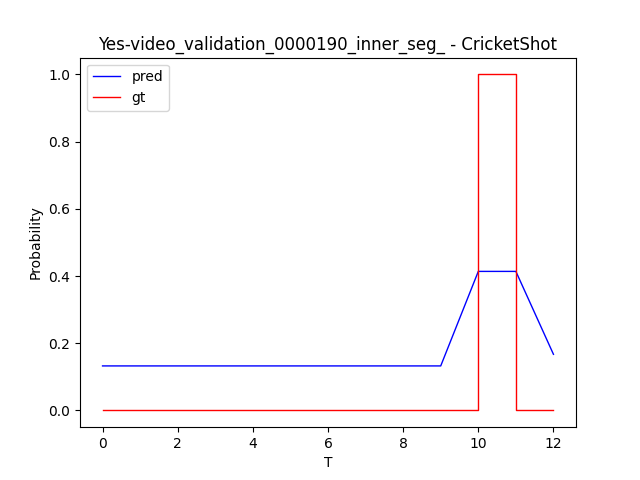 Yes-video_validation_0000190_inner_seg_ - CricketShot
pred
gt
1.0
0.8
0.6
0.4
0.2
0.0
Probability
0 2 4 6 8 10 12
T